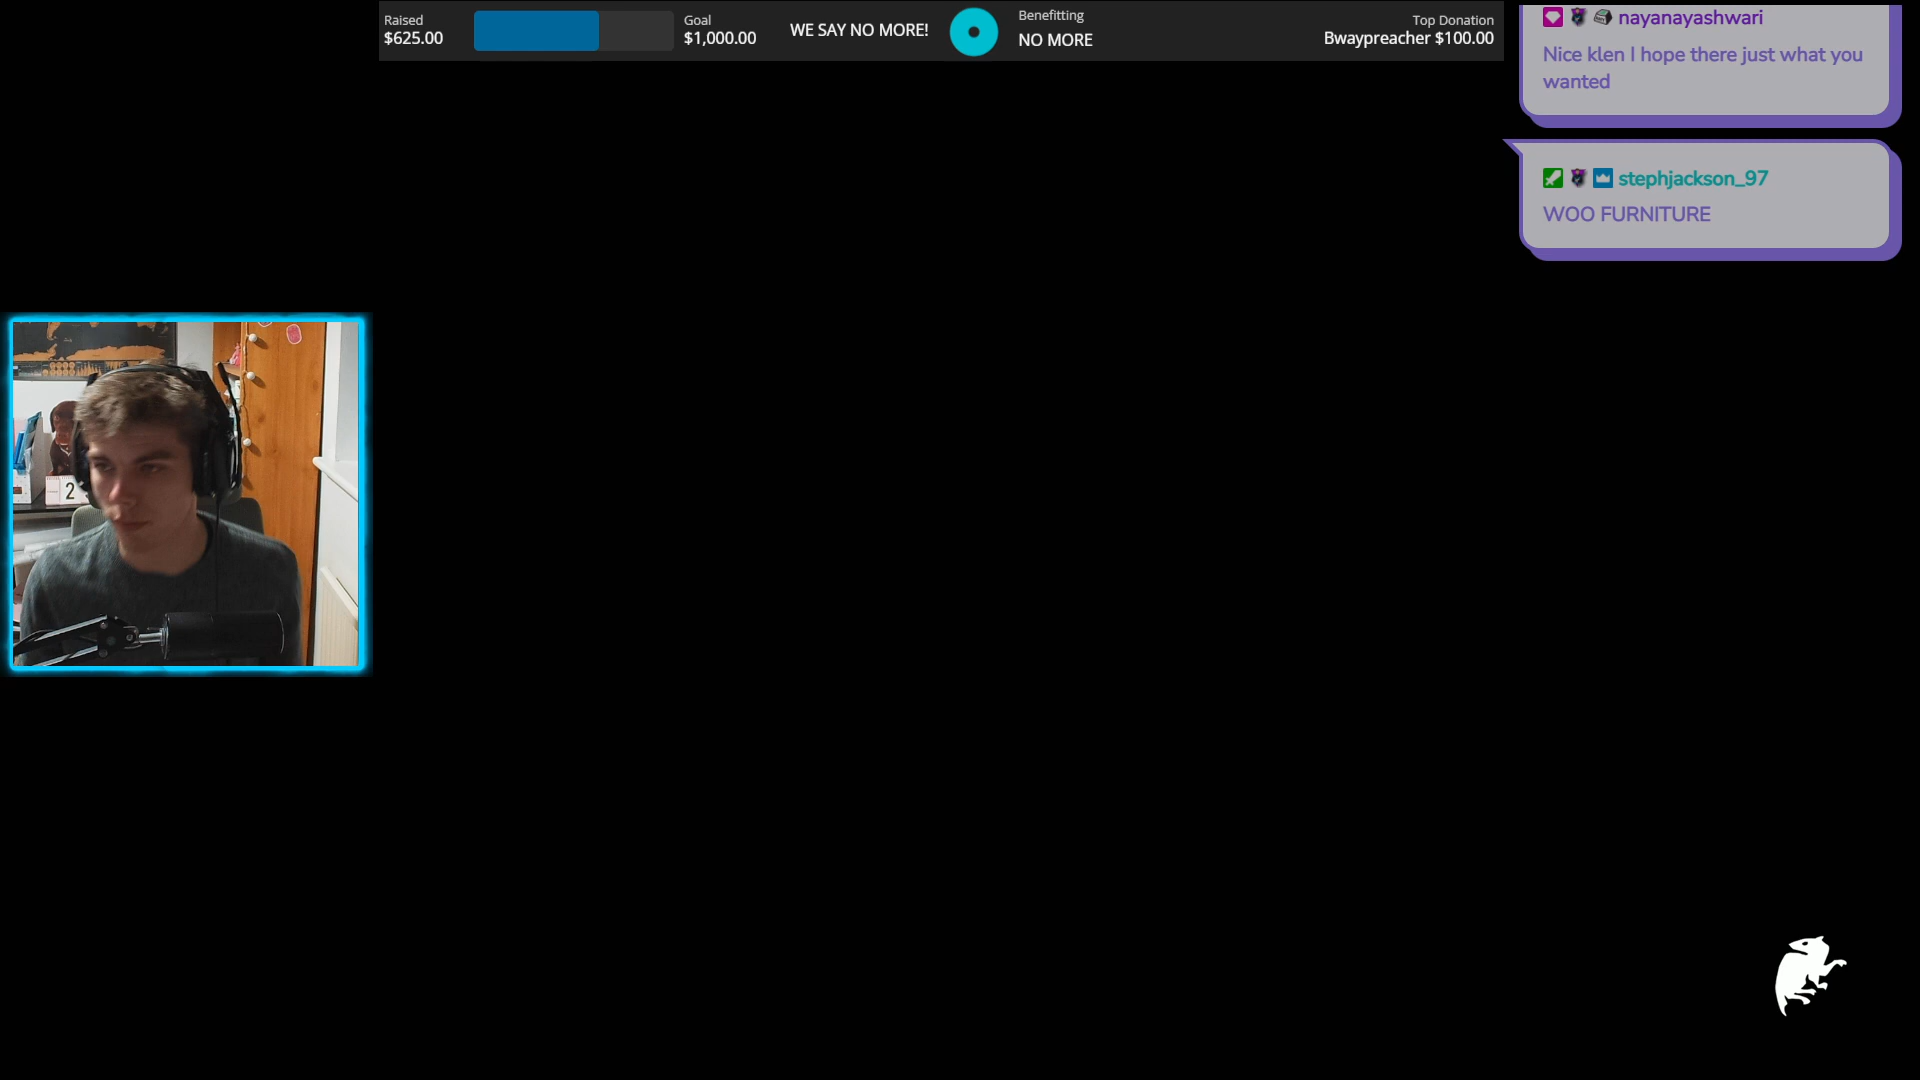 Raised
$625.00
Goal
$1,000.00
WE SAY NO MORE!
Benefitting
NO MORE
Top Donation
Bwaypreacher $100.00
nayanayashwari
Nice klen I hope there just what you
wanted
stephjackson_97
WOO FURNITURE
2